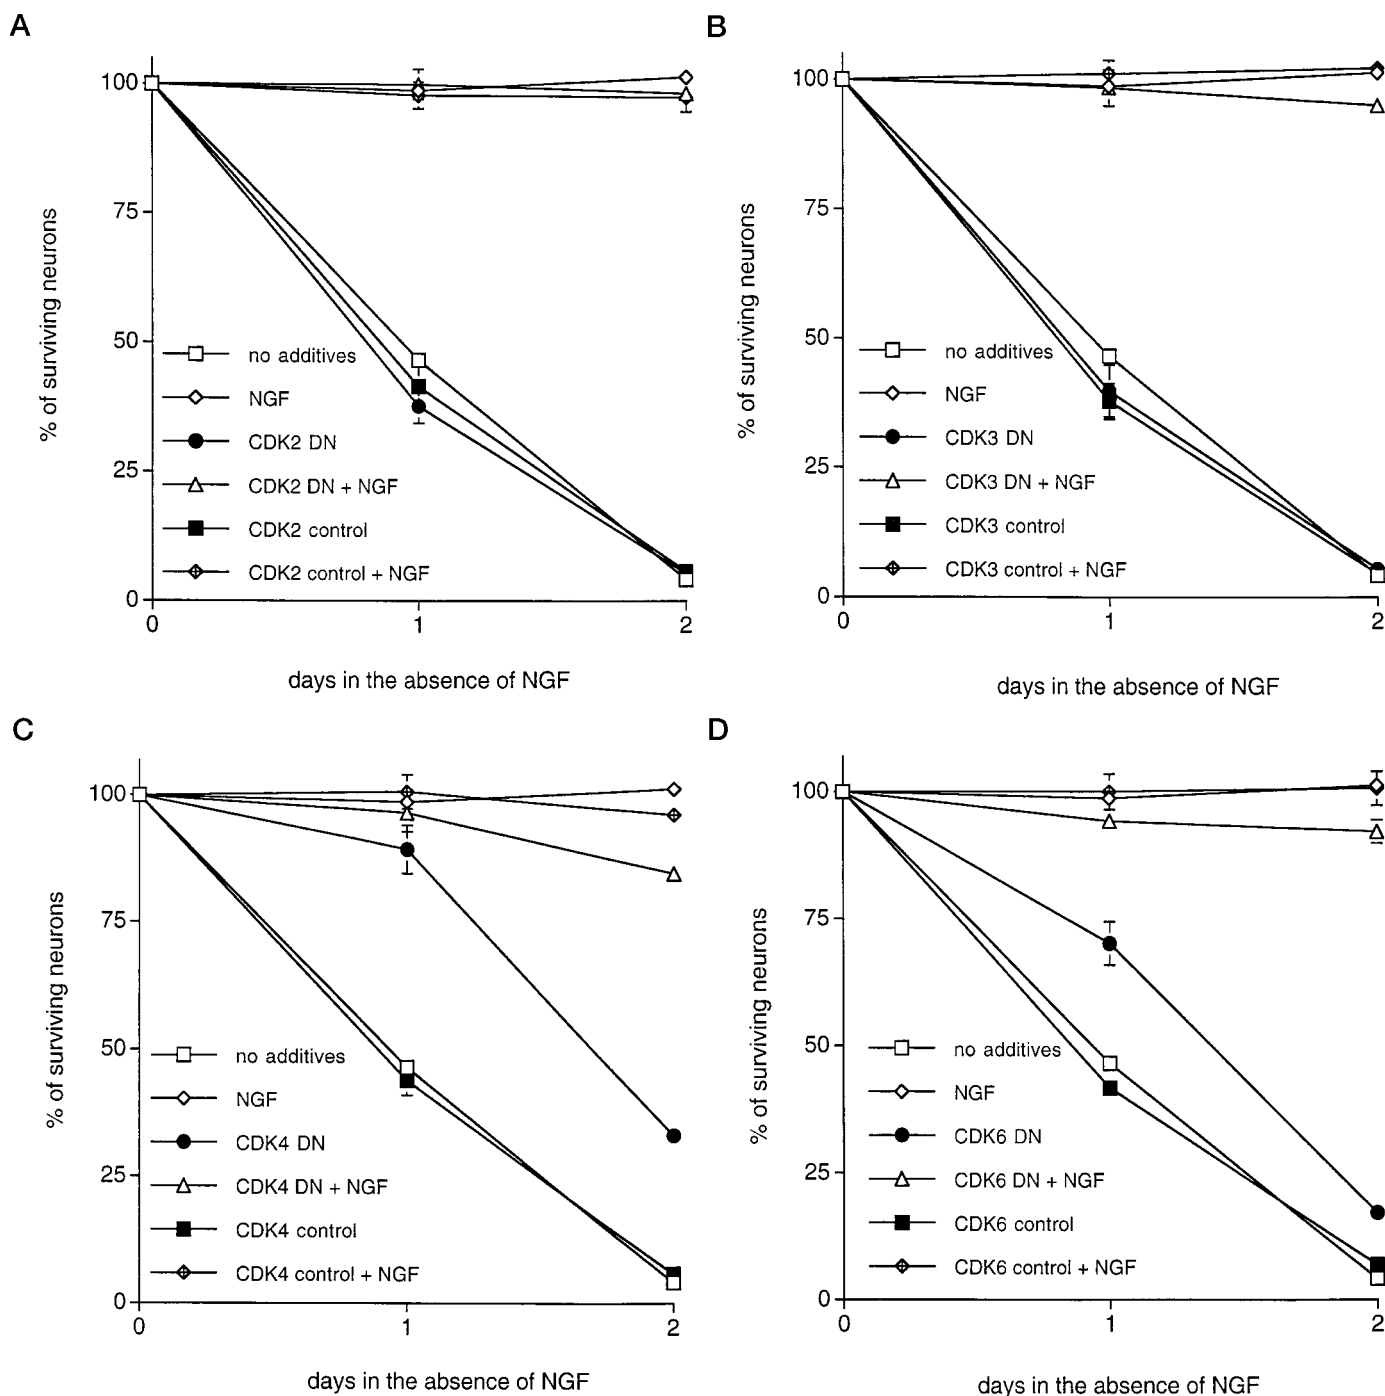 A
100
75
50
25
0
% of surviving neurons
no additives
NGF
CDK2 DN
CDK2 DN + NGF
CDK2 control
CDK2 control + NGF
0 1 2
days in the absence of NGF
B
100
75
50
25
0
% of surviving neurons
no additives
NGF
CDK3 DN
CDK3 DN + NGF
CDK3 control
CDK3 control + NGF
0 1 2
days in the absence of NGF
C
100
75
50
25
0
% of surviving neurons
no additives
NGF
CDK4 DN
CDK4 DN + NGF
CDK4 control
CDK4 control + NGF
0 1 2
days in the absence of NGF
D
100
75
50
25
0
% of surviving neurons
no additives
NGF
CDK6 DN
CDK6 DN + NGF
CDK6 control
CDK6 control + NGF
0 1 2
days in the absence of NGF